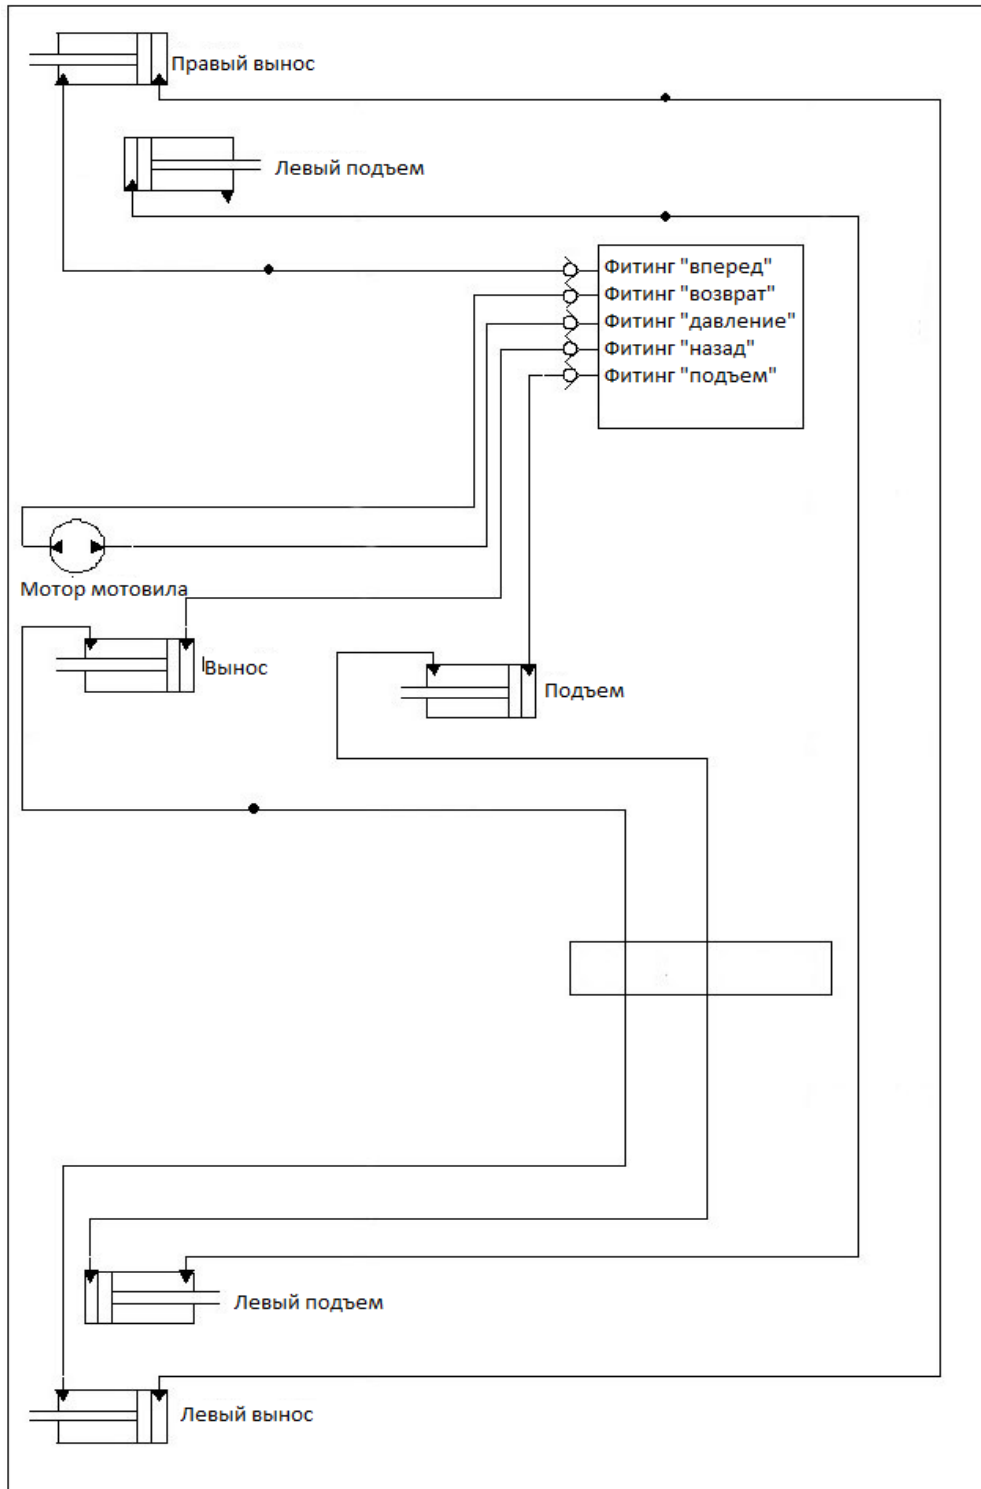 Правый вынос
Левый подъем
Фитинг "вперед"
Фитинг "возврат"
Фитинг "давление"
Фитинг "назад"
Фитинг "подъем"
Мотор мотовила
Вынос
Подъем
Левый подъем
Левый вынос